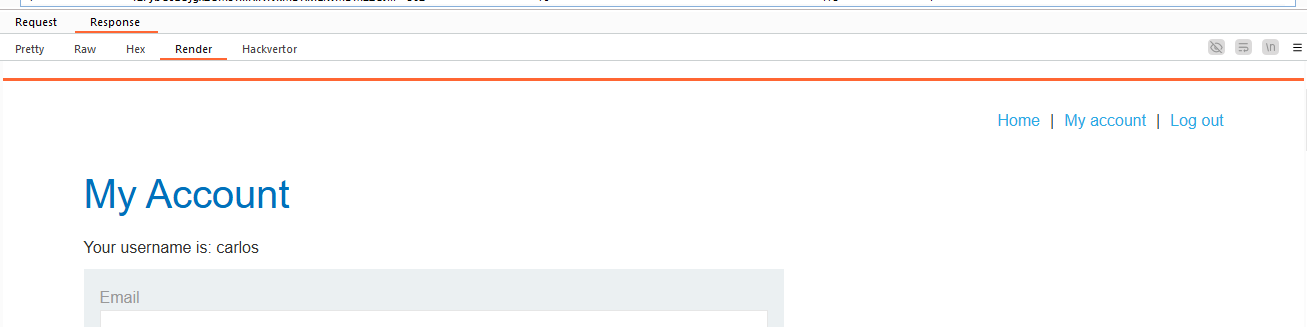 Request Response
Pretty Raw Hex Render Hackvertor \n
Home | My account | Log out
My Account
Your username is: carlos
Email